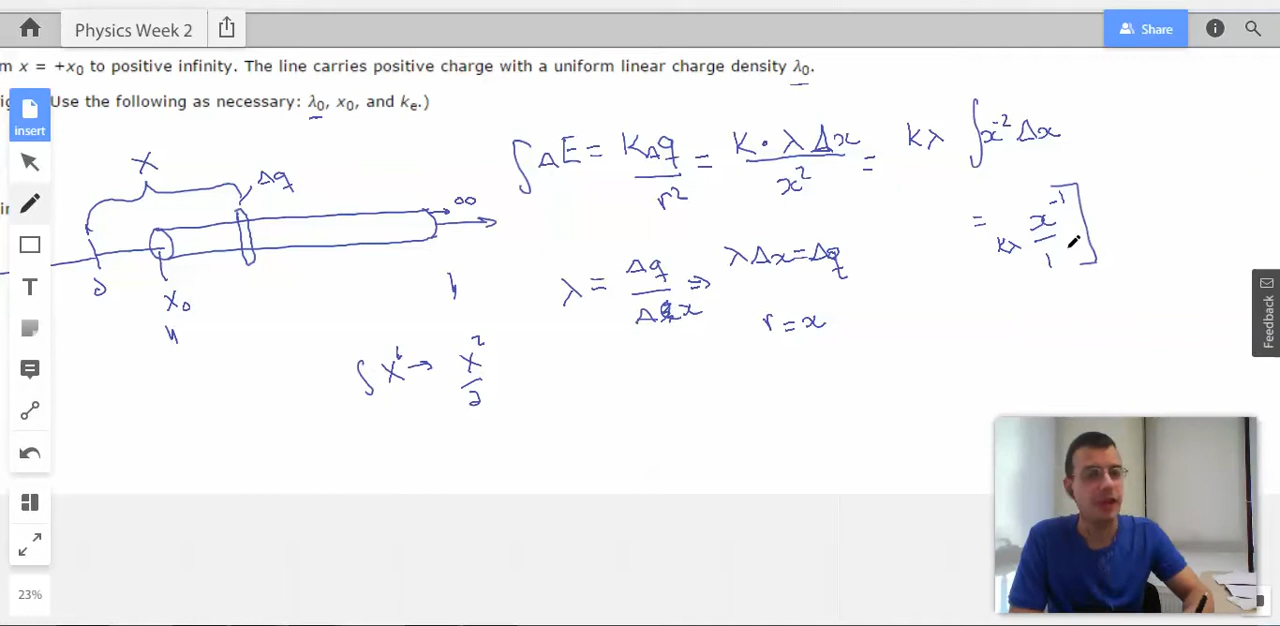 Physics Week 2
Share
m x = +x₀ to positive infinity. The line carries positive charge with a uniform linear charge density λ₀.
Use the following as necessary: λ₀, x₀, and kₑ.)
insert
X
Δq
∞
0
x₀
∫ΔE = KΔq/r² = K·λΔx/x² = kλ ∫x⁻²Δx
= kλ x⁻¹/1 ]
λ = Δq/Δx ⇒ λΔx=Δq
r = x
∫X¹→ X²/2
Feedback
23%